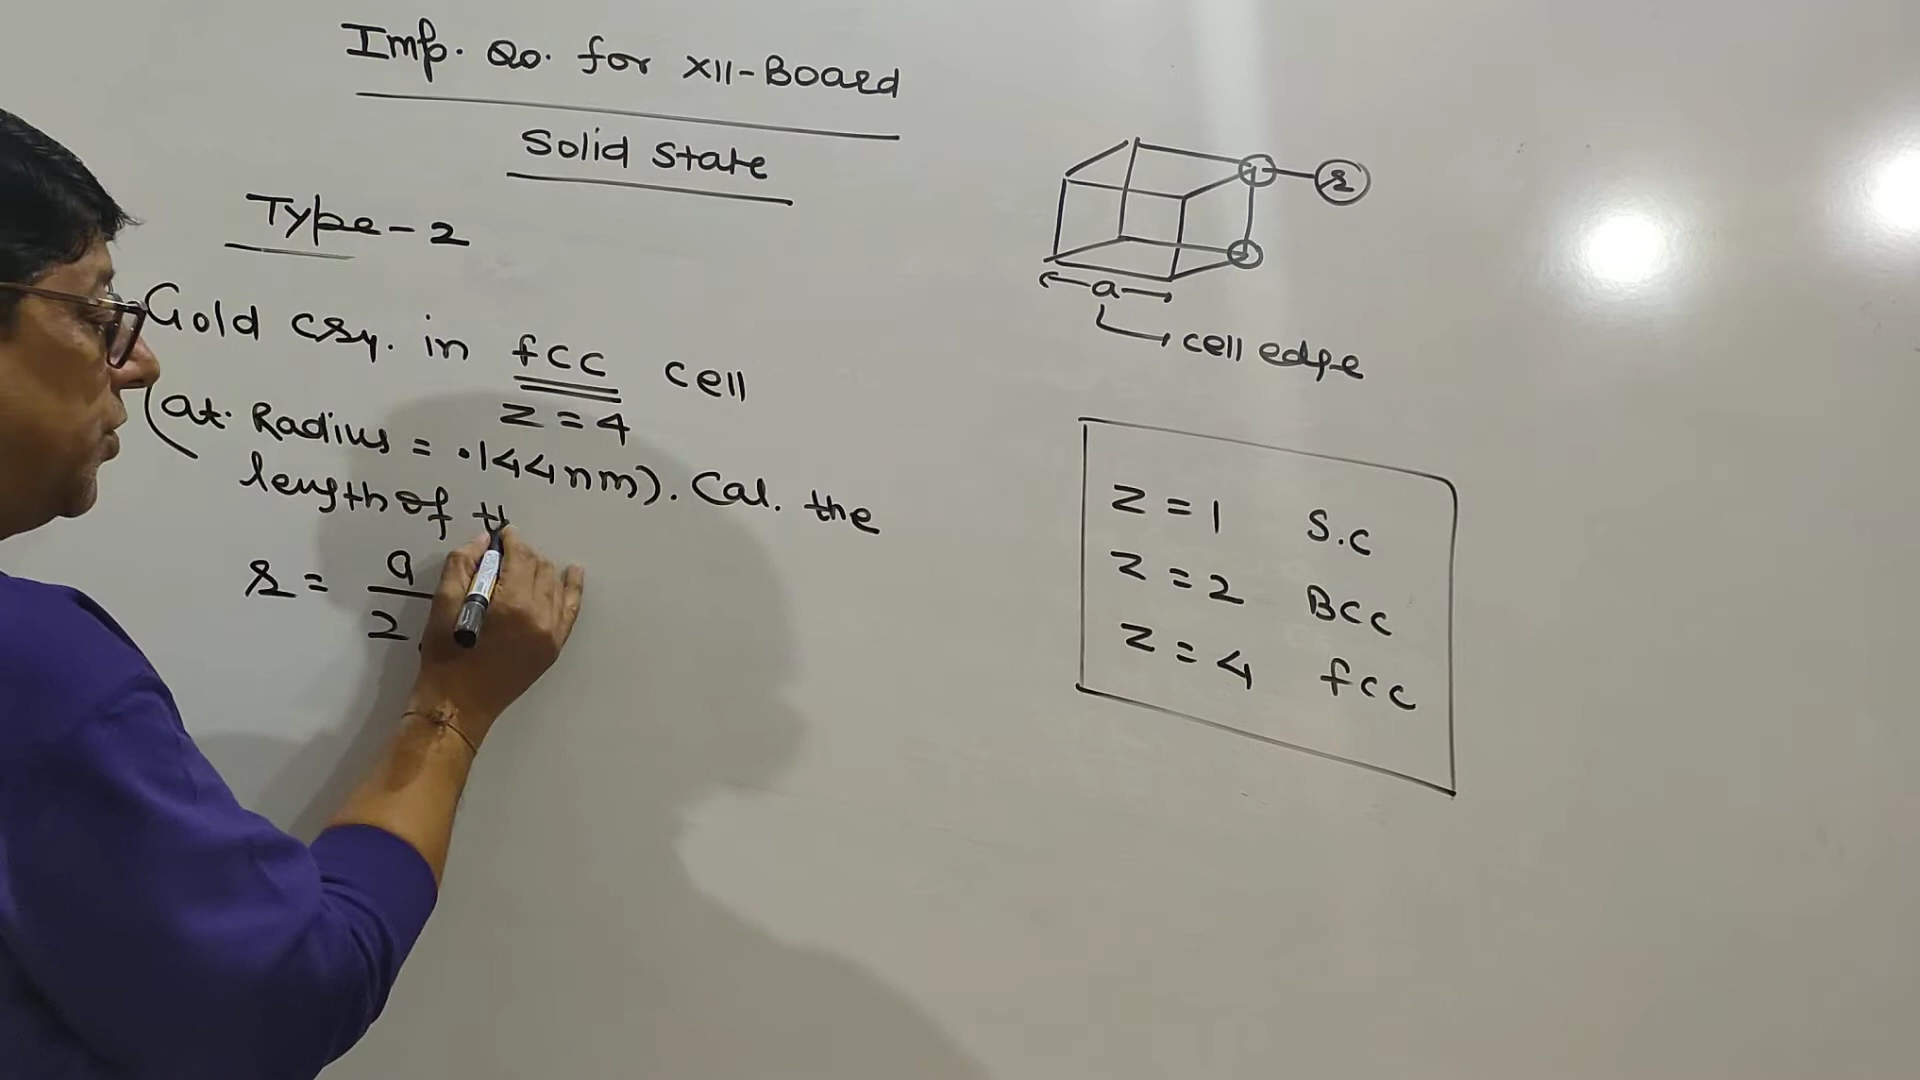 Imp. Qo. for XII-Board
Solid State
Type-2
Gold Cry. in fcc cell
Z = 4
(at. Radius = .144nm). Cal. the
length of
r = a
2
r
a
cell edge
Z = 1 S.C
Z = 2 BCC
Z = 4 fcc